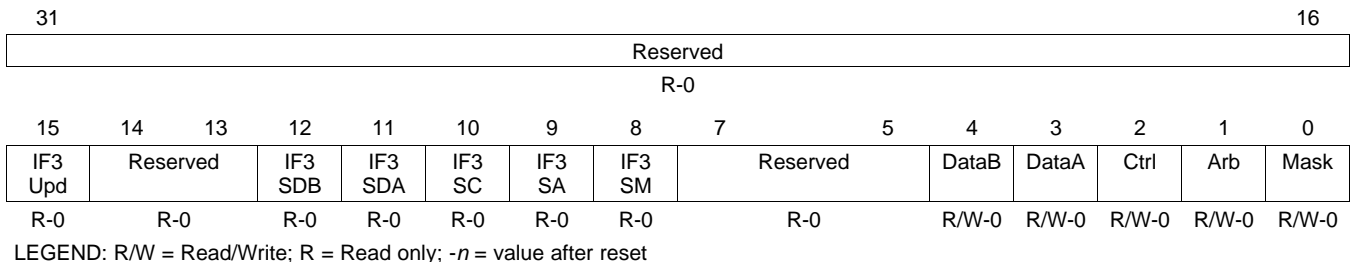 31 16
Reserved
R-0
15 14 13 12 11 10 9 8 7 5 4 3 2 1 0
IF3 Upd Reserved IF3 SDB IF3 SDA IF3 SC IF3 SA IF3 SM Reserved DataB DataA Ctrl Arb Mask
R-0 R-0 R-0 R-0 R-0 R-0 R-0 R-0 R/W-0 R/W-0 R/W-0 R/W-0 R/W-0
LEGEND: R/W = Read/Write; R = Read only; -n = value after reset